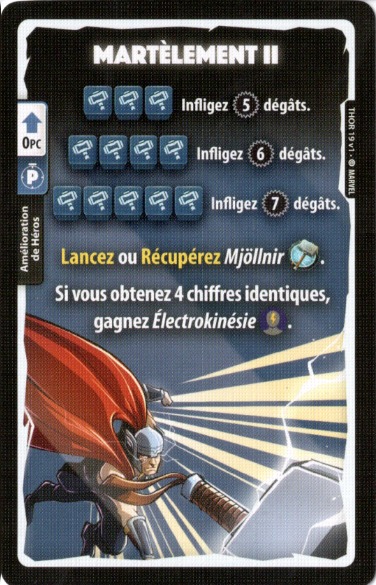 MARTÈLEMENT II
Infligez 5 dégâts.
Infligez 6 dégâts.
Infligez 7 dégâts.
Lancez ou Récupérez Mjöllnir .
Si vous obtenez 4 chiffres identiques,
gagnez Électrokinésie .
0PC
P
Amélioration
de Héros
THOR 19 v1 - © MARVEL